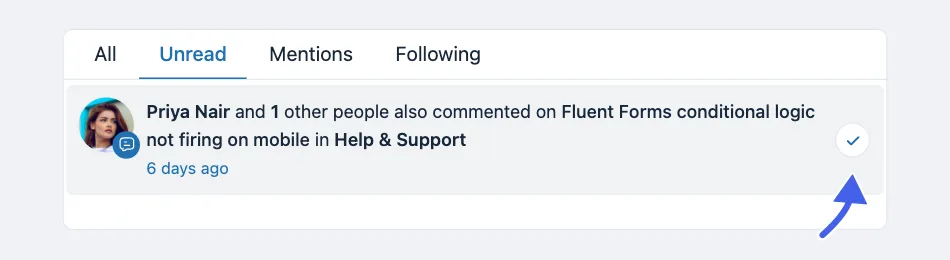 All Unread Mentions Following
Priya Nair and 1 other people also commented on Fluent Forms conditional logic
not firing on mobile in Help & Support
6 days ago